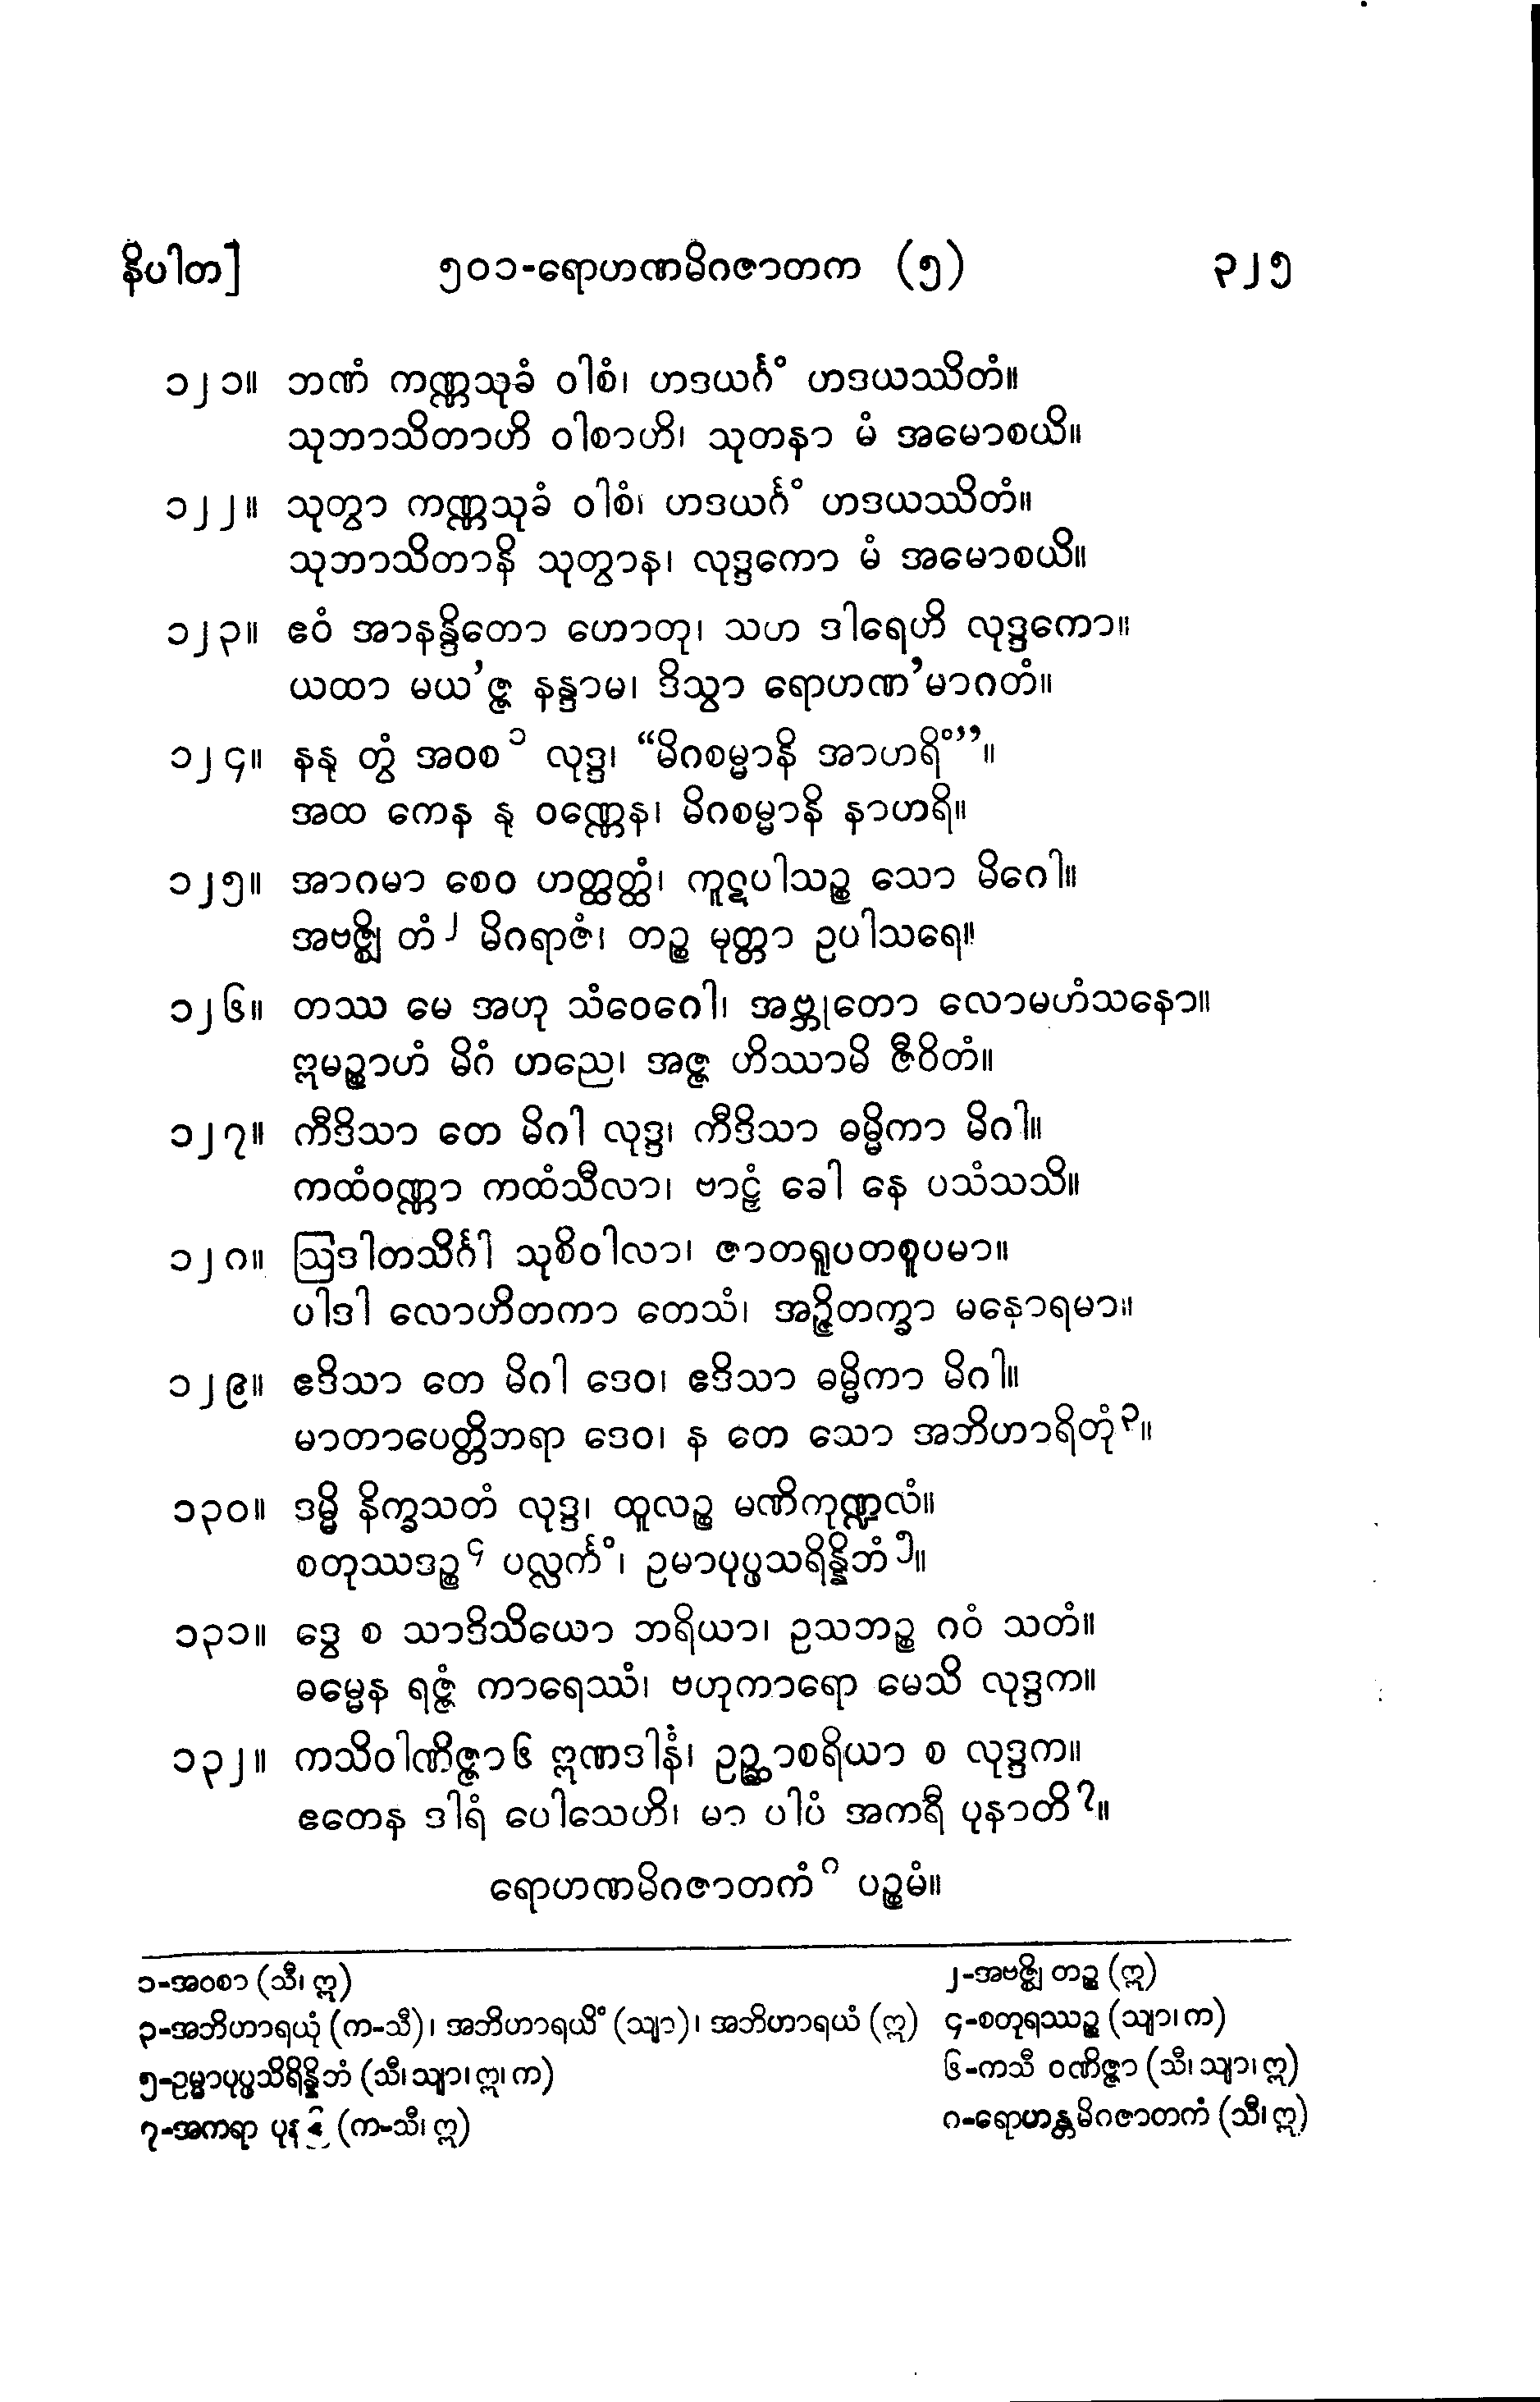 နိပါတ] ၅၀၁-ရောဟဏမိဂဇာတက (၅) ၃၂၅
၁၂၁။ ဘဏံ ကဏ္ဏသုခံ ဝါစံ၊ ဟဒယင်္ဂံ ဟဒယဿိတံ။
သုဘာသိတာဟိ ဝါစာဟိ၊ သုတနာ မံ အမောစယိ။
၁၂၂။ သုတွာ ကဏ္ဏသုခံ ဝါစံ၊ ဟဒယင်္ဂံ ဟဒယဿိတံ။
သုဘာသိတာနိ သုတွာန၊ လုဒ္ဒကော မံ အမောစယိ။
၁၂၃။ ဧဝံ အာနန္ဒိတော ဟောတု၊ သဟ ဒါရေဟိ လုဒ္ဒကော။
ယထာ မယ’ဇ္ဇ နန္ဒာမ၊ ဒိသွာ ရောဟဏ’မာဂတံ။
၁၂၄။ နနု တွံ အဝစ၁ လုဒ္ဒ၊ “မိဂစမ္မာနိ အာဟရိံ”။
အထ ကေန နု ဝဏ္ဏေန၊ မိဂစမ္မာနိ နာဟရိ။
၁၂၅။ အာဂမာ စေဝ ဟတ္ထတ္ထံ၊ ကူဋပါသဉ္စ သော မိဂေါ။
အဗဇ္ဈိ တံ၂ မိဂရာဇံ၊ တဉ္စ မုတ္တာ ဥပါသရေ။
၁၂၆။ တဿ မေ အဟု သံဝေဂေါ၊ အဗ္ဘုတော လောမဟံသနော။
ဣမဉ္စာဟံ မိဂံ ဟညေ၊ အဇ္ဇ ဟိဿာမိ ဇီဝိတံ။
၁၂၇။ ကီဒိသာ တေ မိဂါ လုဒ္ဒ၊ ကီဒိသာ ဓမ္မိကာ မိဂါ။
ကထံဝဏ္ဏာ ကထံသီလာ၊ ဗာဠှံ ခေါ နေ ပသံသသိ။
၁၂၈။ ဩဒါတသိင်္ဂါ သုစိဝါလာ၊ ဇာတရူပတစူပမာ။
ပါဒါ လောဟိတကာ တေသံ၊ အဉ္ဇိတက္ခာ မနောရမာ။
၁၂၉။ ဧဒိသာ တေ မိဂါ ဒေဝ၊ ဧဒိသာ ဓမ္မိကာ မိဂါ။
မာတာပေတ္တိဘရာ ဒေဝ၊ န တေ သော အဘိဟာရိတုံ၃။
၁၃၀။ ဒမ္မိ နိက္ခသတံ လုဒ္ဒ၊ ထူလဉ္စ မဏိကုဏ္ဍလံ။
စတုဿဒဉ္စ၄ ပလ္လင်္ကံ၊ ဥမာပုပ္ဖသရိန္နိဘံ၅။
၁၃၁။ ဒွေ စ သာဒိသိယော ဘရိယာ၊ ဥသဘဉ္စ ဂဝံ သတံ။
ဓမ္မေန ရဇ္ဇံ ကာရေဿံ၊ ဗဟုကာရော မေသိ လုဒ္ဒက။
၁၃၂။ ကသိဝါဏိဇ္ဇာ၆ ဣဏဒါနံ၊ ဥဉ္ဆာစရိယာ စ လုဒ္ဒက။
ဧတေန ဒါရံ ပေါသေဟိ၊ မာ ပါပံ အကရီ ပုနာတိ၇။
ရောဟဏမိဂဇာတကံ၈ ပဉ္စမံ။
၁-အဝစာ (သီ၊ ဣ) ၂-အဗဇ္ဈိ တဉ္စ (ဣ)
၃-အဘိဟာရယုံ (က-သီ)၊ အဘိဟာရယိံ (သျာ)၊ အဘိဟာရယံ (ဣ) ၄-စတုရဿဉ္စ (သျာ၊ က)
၅-ဥမ္မာပုပ္ဖသိရိန္နိဘံ (သီ၊ သျာ၊ ဣ၊ က) ၆-ကသီ ဝဏိဇ္ဇာ (သီ၊ သျာ၊ ဣ)
၇-အကရာ (က-သီ၊ ဣ) ၈-ရောဟန္တမိဂဇာတကံ (သီ၊ ဣ)